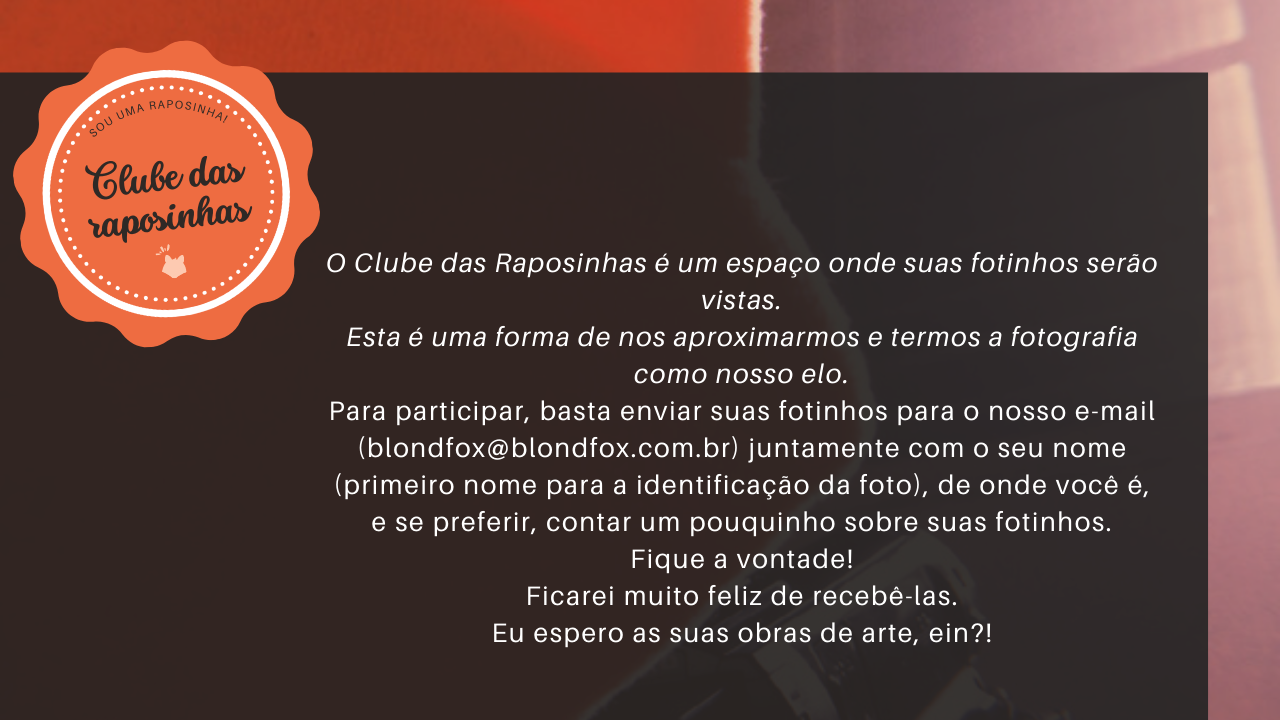 SOU UMA RAPOSINHA!
Clube das
raposinhas
O Clube das Raposinhas é um espaço onde suas fotinhos serão
vistas.
Esta é uma forma de nos aproximarmos e termos a fotografia
como nosso elo.
Para participar, basta enviar suas fotinhos para o nosso e-mail
(blondfox@blondfox.com.br) juntamente com o seu nome
(primeiro nome para a identificação da foto), de onde você é,
e se preferir, contar um pouquinho sobre suas fotinhos.
Fique a vontade!
Ficarei muito feliz de recebê-las.
Eu espero as suas obras de arte, ein?!